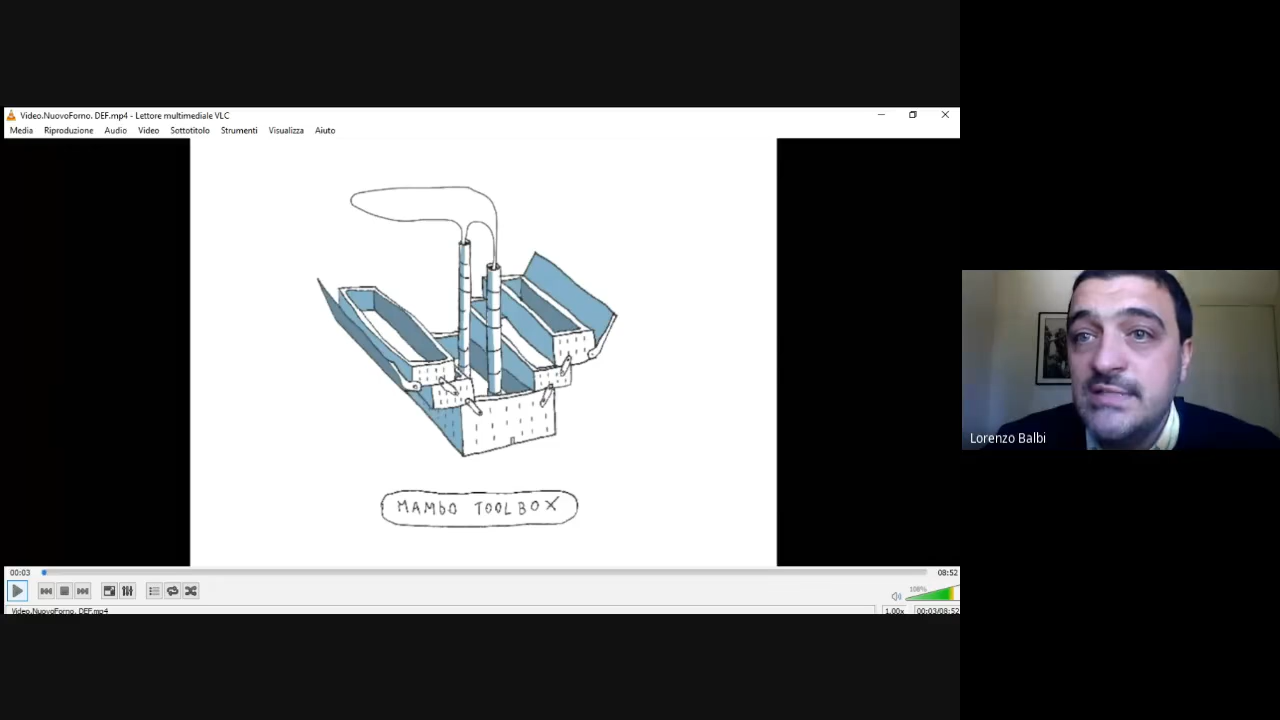 Video.NuovoForno. DEF.mp4 - Lettore multimediale VLC
Media Riproduzione Audio Video Sottotitolo Strumenti Visualizza Aiuto
MAMbO TOOLBOX
00:03
08:52
100%
Video.NuovoForno. DEF.mp4
1.00x
00:03/08:52
Lorenzo Balbi